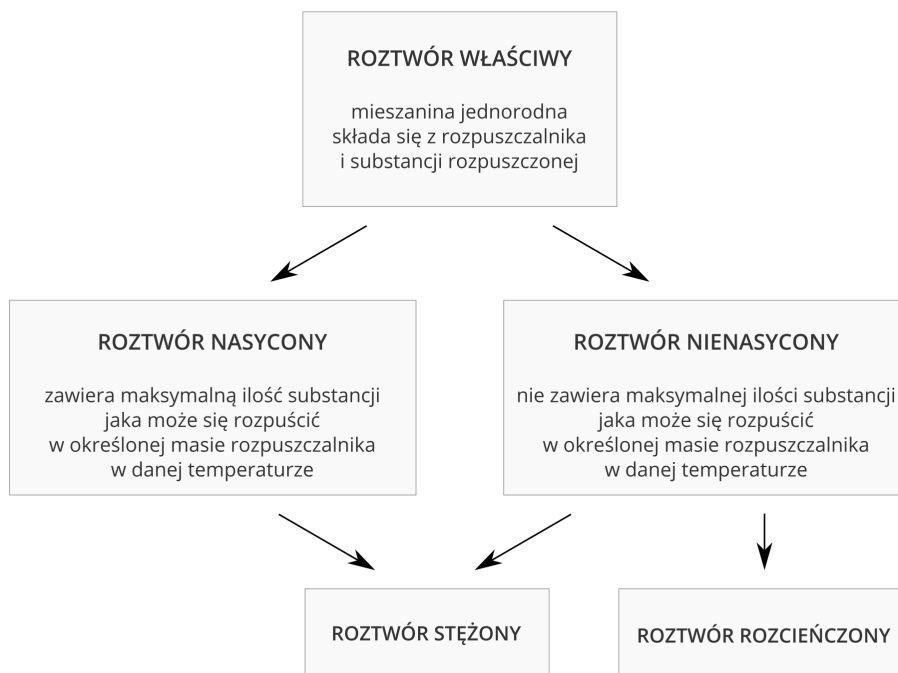 ROZTWÓR WŁAŚCIWY
mieszanina jednorodna
składa się z rozpuszczalnika
i substancji rozpuszczonej
ROZTWÓR NASYCONY
zawiera maksymalną ilość substancji
jaka może się rozpuścić
w określonej masie rozpuszczalnika
w danej temperaturze
ROZTWÓR NIENASYCONY
nie zawiera maksymalnej ilości substancji
jaka może się rozpuścić
w określonej masie rozpuszczalnika
w danej temperaturze
ROZTWÓR STĘŻONY
ROZTWÓR ROZCIEŃCZONY